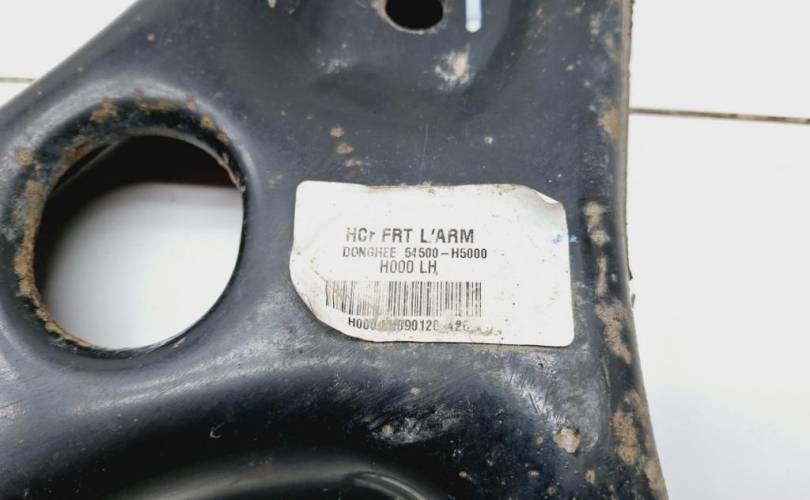 HCr FRT L'ARM
DONGHEE 54500-H5000
H000 LH